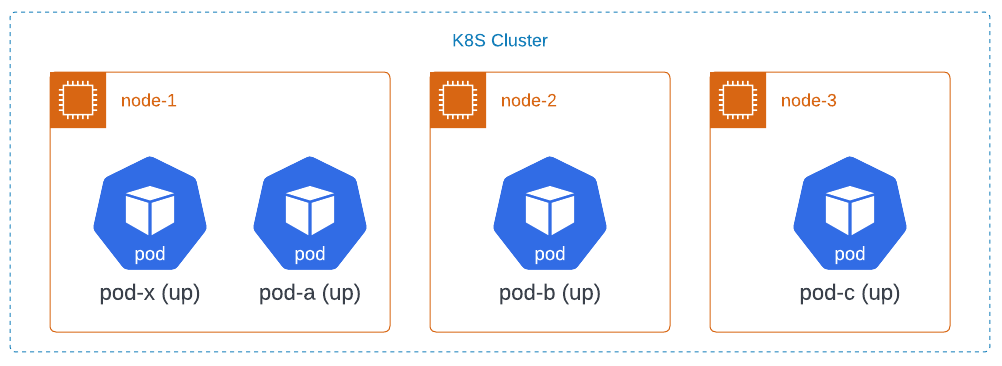 K8S Cluster
node-1
node-2
node-3
pod
pod
pod
pod
pod-x (up)
pod-a (up)
pod-b (up)
pod-c (up)